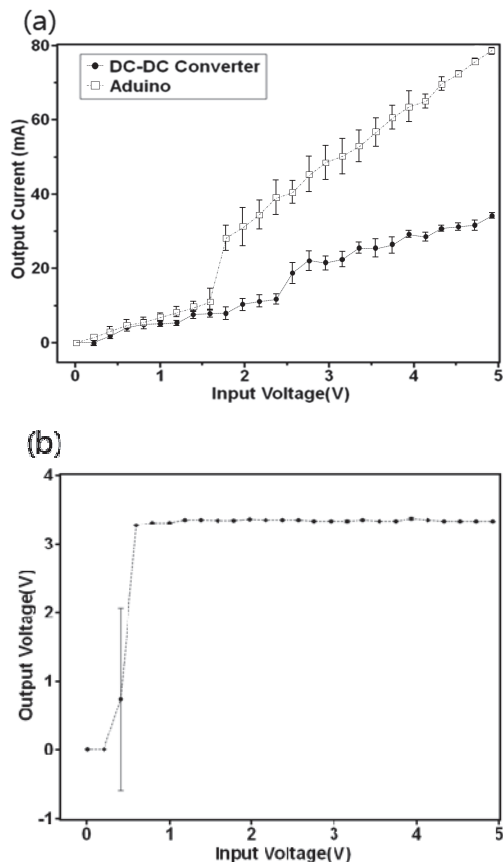 (a)
80
60
40
20
0
Output Current (mA)
DC-DC Converter
Aduino
0 1 2 3 4 5
Input Voltage(V)
(b)
4
3
2
1
0
-1
Output Voltage(V)
0 1 2 3 4 5
Input Voltage(V)